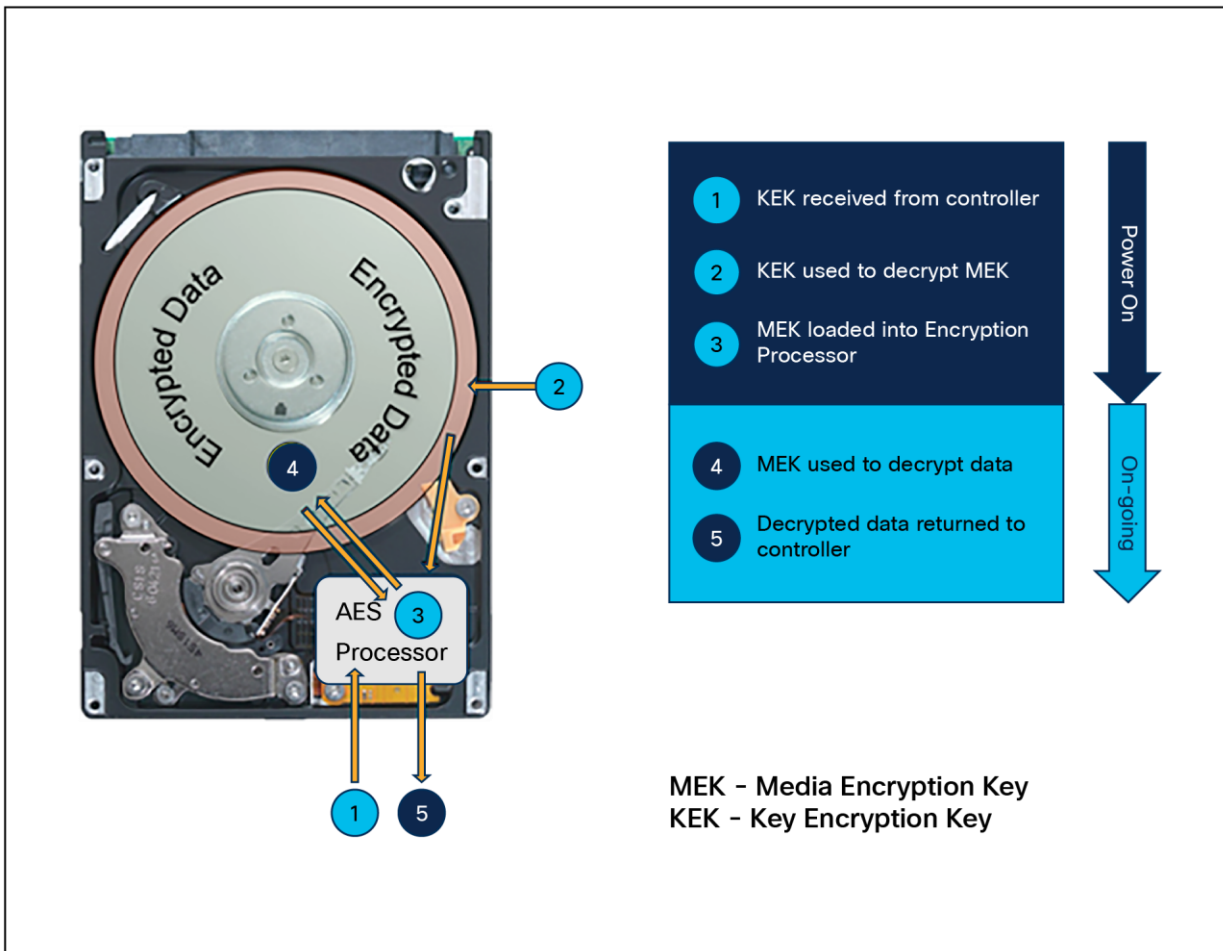 Encrypted Data
Encrypted Data
2
4
AES
3
Processor
1
5
1
KEK received from controller
2
KEK used to decrypt MEK
3
MEK loaded into Encryption
Processor
Power On
4
MEK used to decrypt data
5
Decrypted data returned to
controller
On-going
MEK - Media Encryption Key
KEK - Key Encryption Key